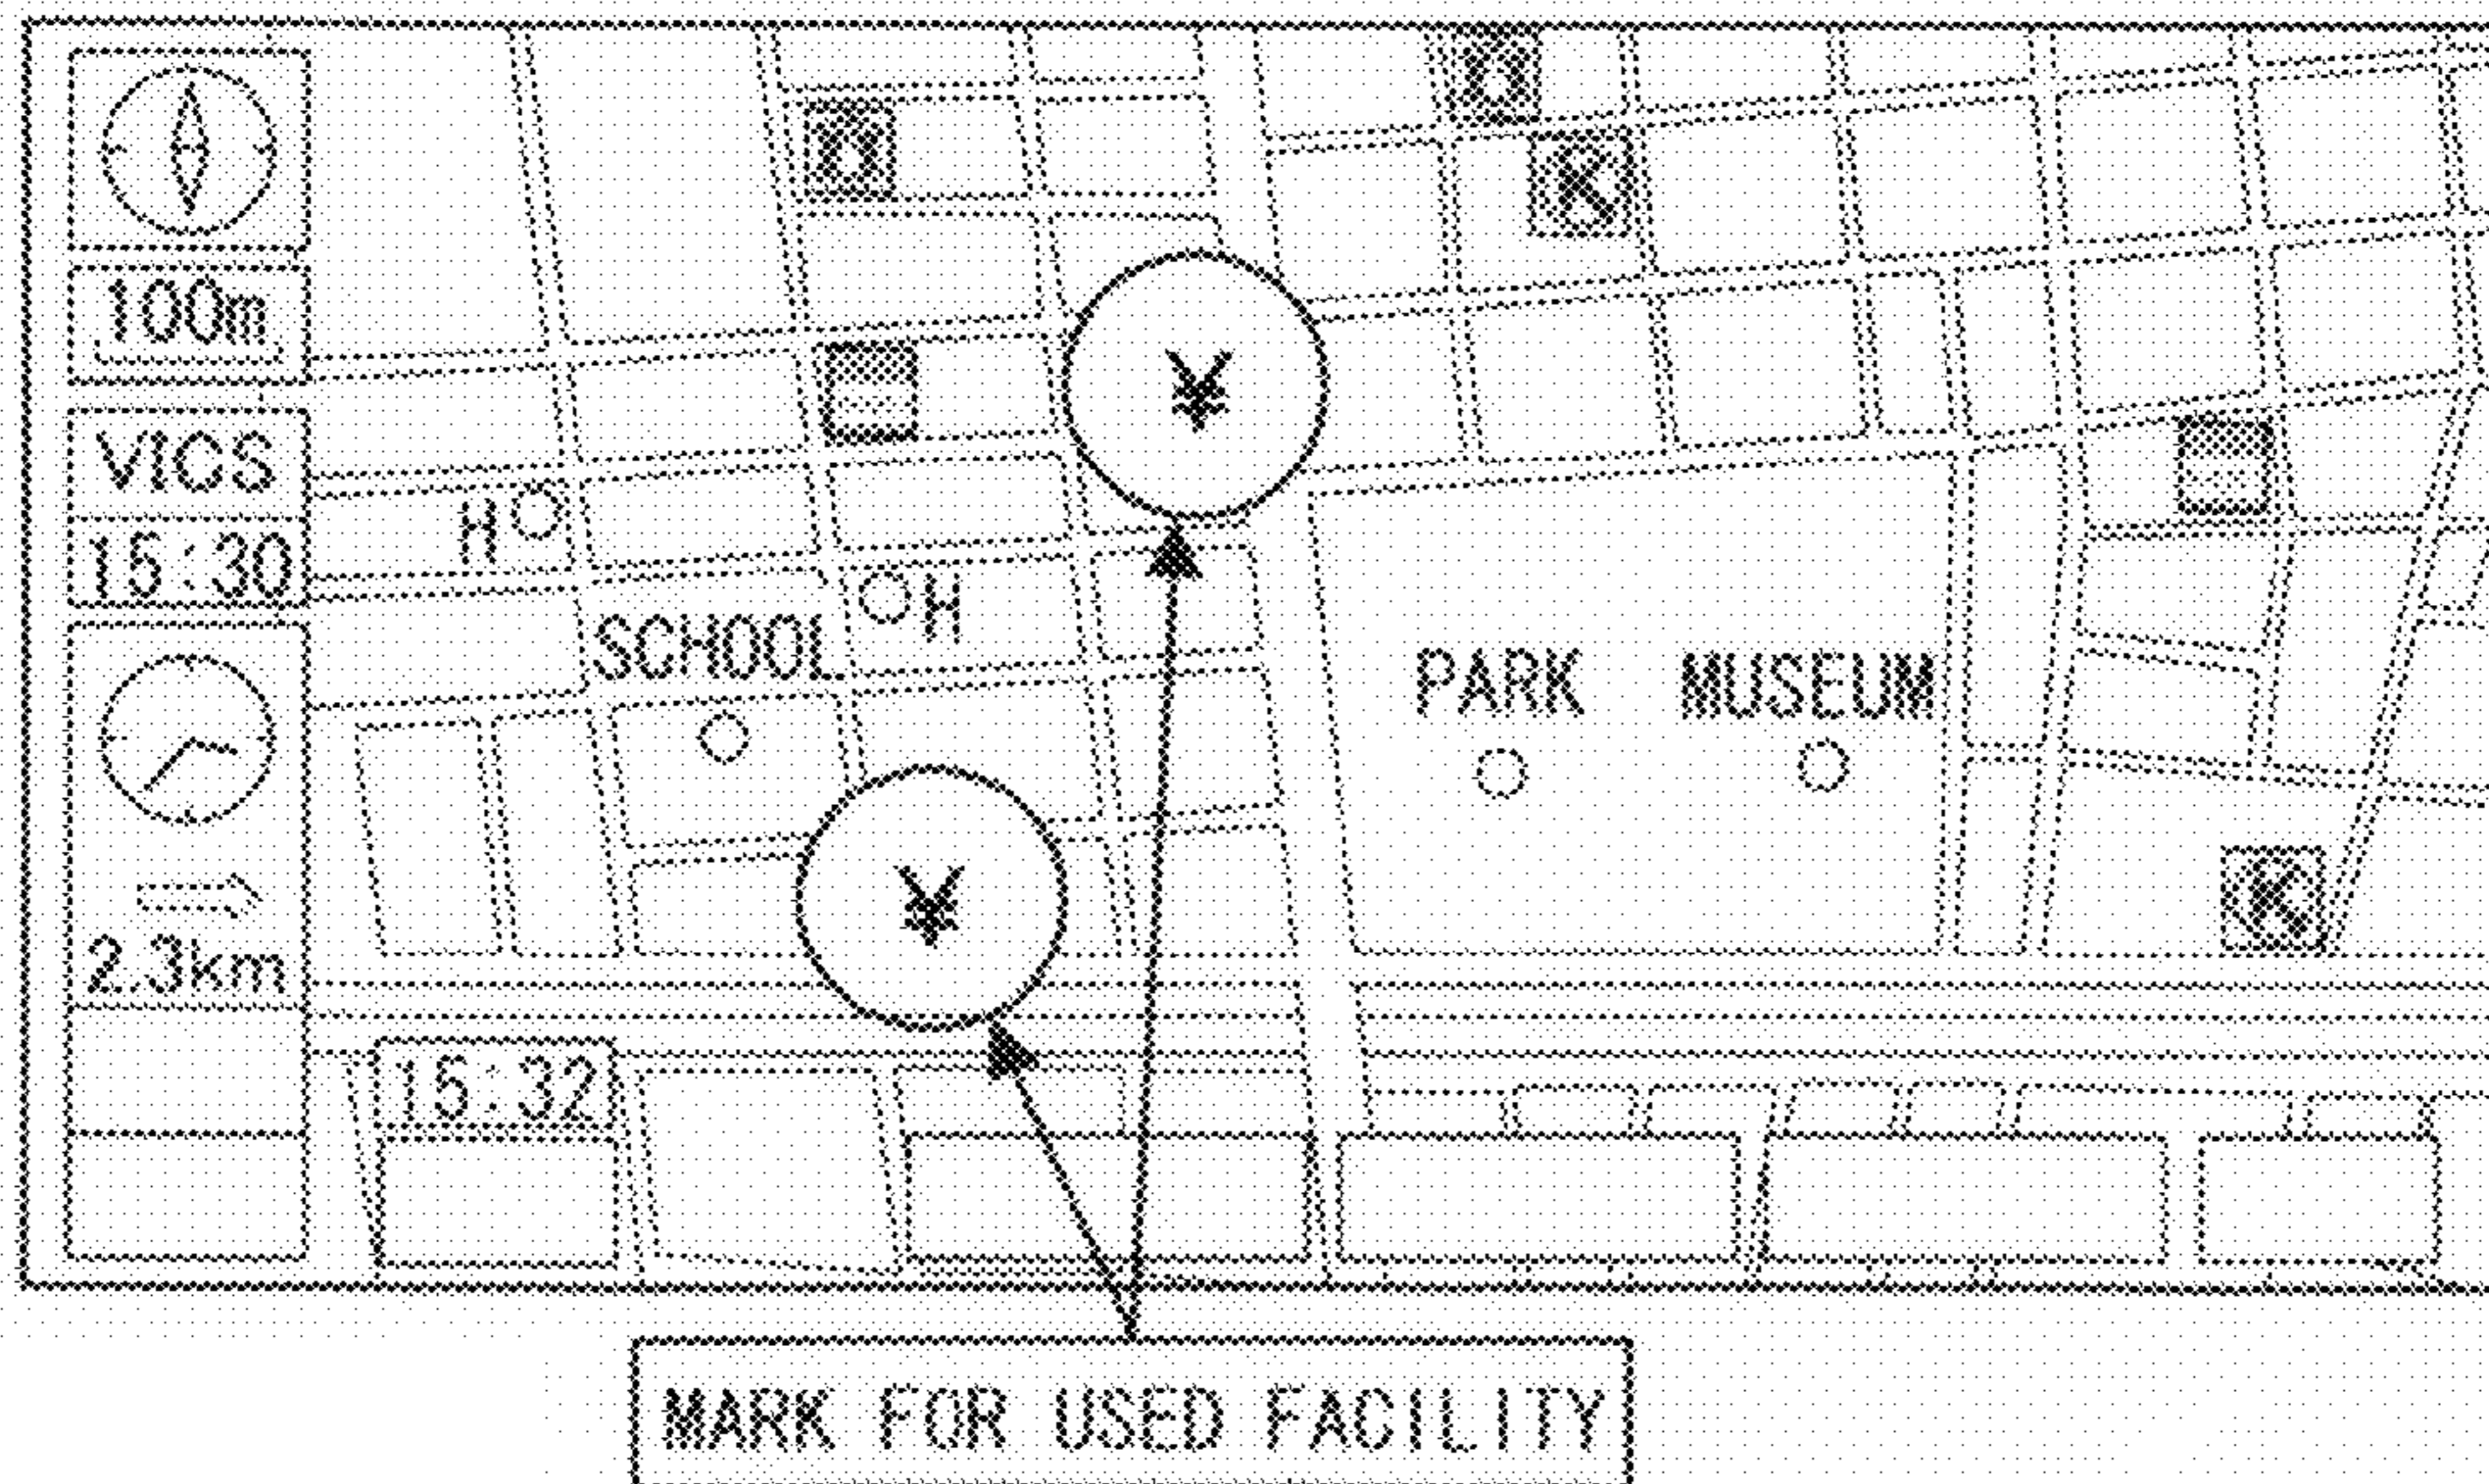 K
100m
¥
VICS
15:30
H
H
SCHOOL
PARK MUSEUM
¥
K
2.3km
15:32
MARK FOR USED FACILITY